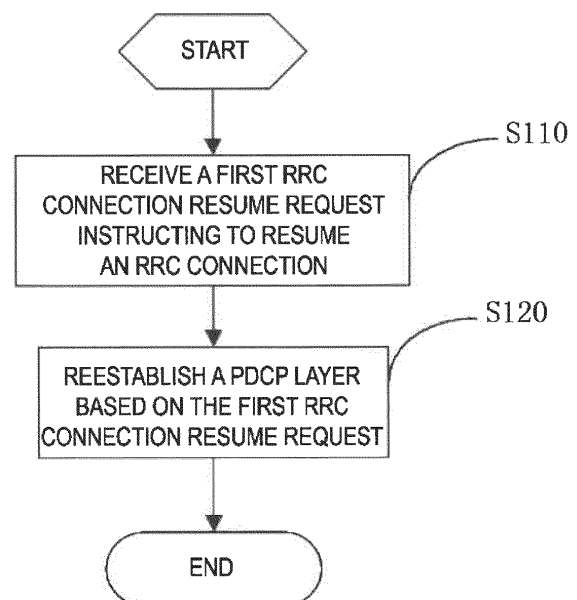 START
S110
RECEIVE A FIRST RRC
CONNECTION RESUME REQUEST
INSTRUCTING TO RESUME
AN RRC CONNECTION
S120
REESTABLISH A PDCP LAYER
BASED ON THE FIRST RRC
CONNECTION RESUME REQUEST
END